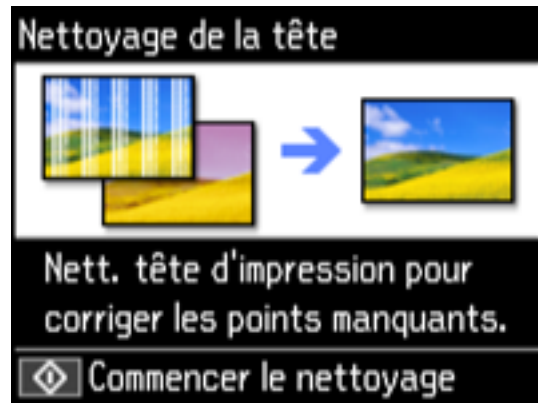 Nettoyage de la tête
Nett. tête d'impression pour
corriger les points manquants.
Commencer le nettoyage